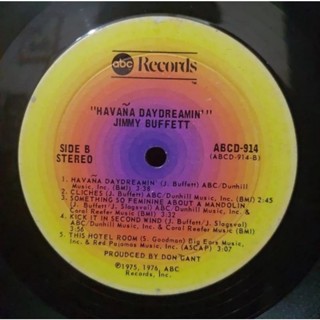 abc Records
"HAVAÑA DAYDREAMIN'"
JIMMY BUFFETT
SIDE B
STEREO
ABCD-914
(ABCD-914-B)
1. HAVAÑA DAYDREAMIN' (J. Buffett) ABC/Dunhill
Music, Inc. (BMI) 3:38
2. CLICHES (J. Buffett) ABC/Dunhill Music, Inc. (BMI) 2:45
3. SOMETHING SO FEMININE ABOUT A MANDOLIN
(J. Buffett/J. Slagsvol) ABC/Dunhill Music, Inc. &
Coral Reefer Music (BMI) 3:32
4. KICK IT IN SECOND WIND (J. Buffett/J. Slagsvol)
ABC/Dunhill Music, Inc. & Coral Reefer Music (BMI)
5. THIS HOTEL ROOM (S. Goodman) Big Ears Music,
Inc. & Red Pajamas Music, Inc. (ASCAP) 3:07
PRODUCED BY DON GANT
℗1975, 1976, ABC
Records, Inc.